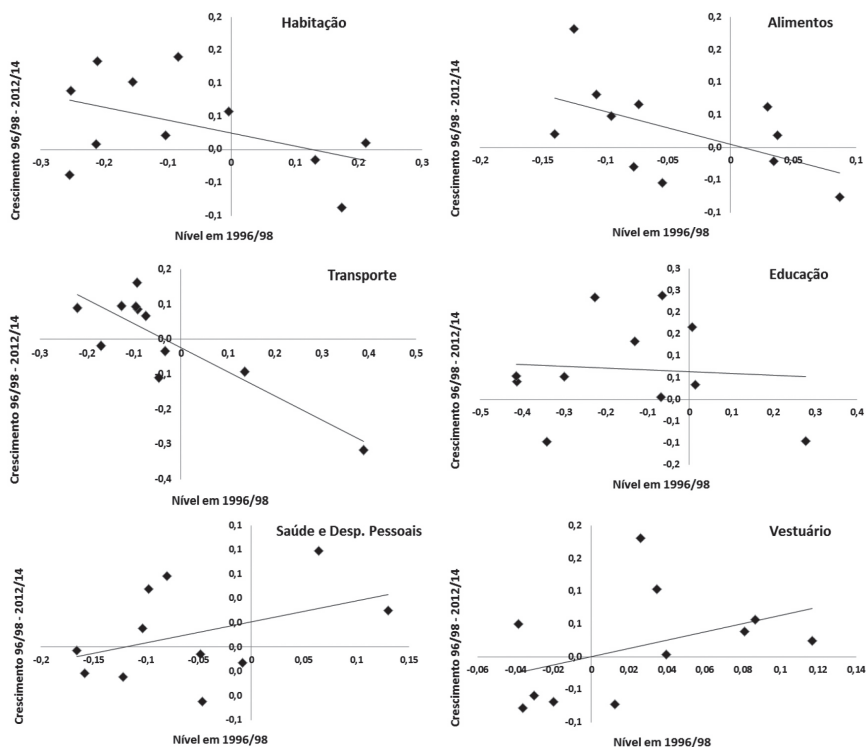 Habitação
Crescimento 96/98 - 2012/14
0,2
0,2
0,1
0,1
0,0
-0,1
-0,1
-0,3 -0,2 -0,1 0 0,1 0,2 0,3
Nível em 1996/98
Alimentos
Crescimento 96/98 - 2012/14
0,2
0,2
0,1
0,1
0,0
-0,1
-0,1
-0,2 -0,15 -0,1 -0,05 0 0,05 0,1
Nível em 1996/98
Transporte
Crescimento 96/98 - 2012/14
0,2
0,1
0,0
-0,1
-0,3
-0,4
-0,3 -0,2 -0,1 0 0,1 0,2 0,3 0,4 0,5
Nível em 1996/98
Educação
Crescimento 96/98 - 2012/14
0,3
0,3
0,2
0,2
0,1
0,1
0,0
-0,1
-0,1
-0,2
-0,5 -0,4 -0,3 -0,2 -0,1 0 0,1 0,2 0,3 0,4
Nível em 1996/98
Saúde e Desp. Pessoais
Crescimento 96/98 - 2012/14
0,1
0,1
0,1
0,0
0,0
0,0
0,0
0,0
-0,1
-0,2 -0,15 -0,1 -0,05 0 0,05 0,1 0,15
Nível em 1996/98
Vestuário
Crescimento 96/98 - 2012/14
0,2
0,2
0,1
0,1
0,0
-0,1
-0,1
-0,06 -0,04 -0,02 0 0,02 0,04 0,06 0,08 0,1 0,12 0,14
Nível em 1996/98